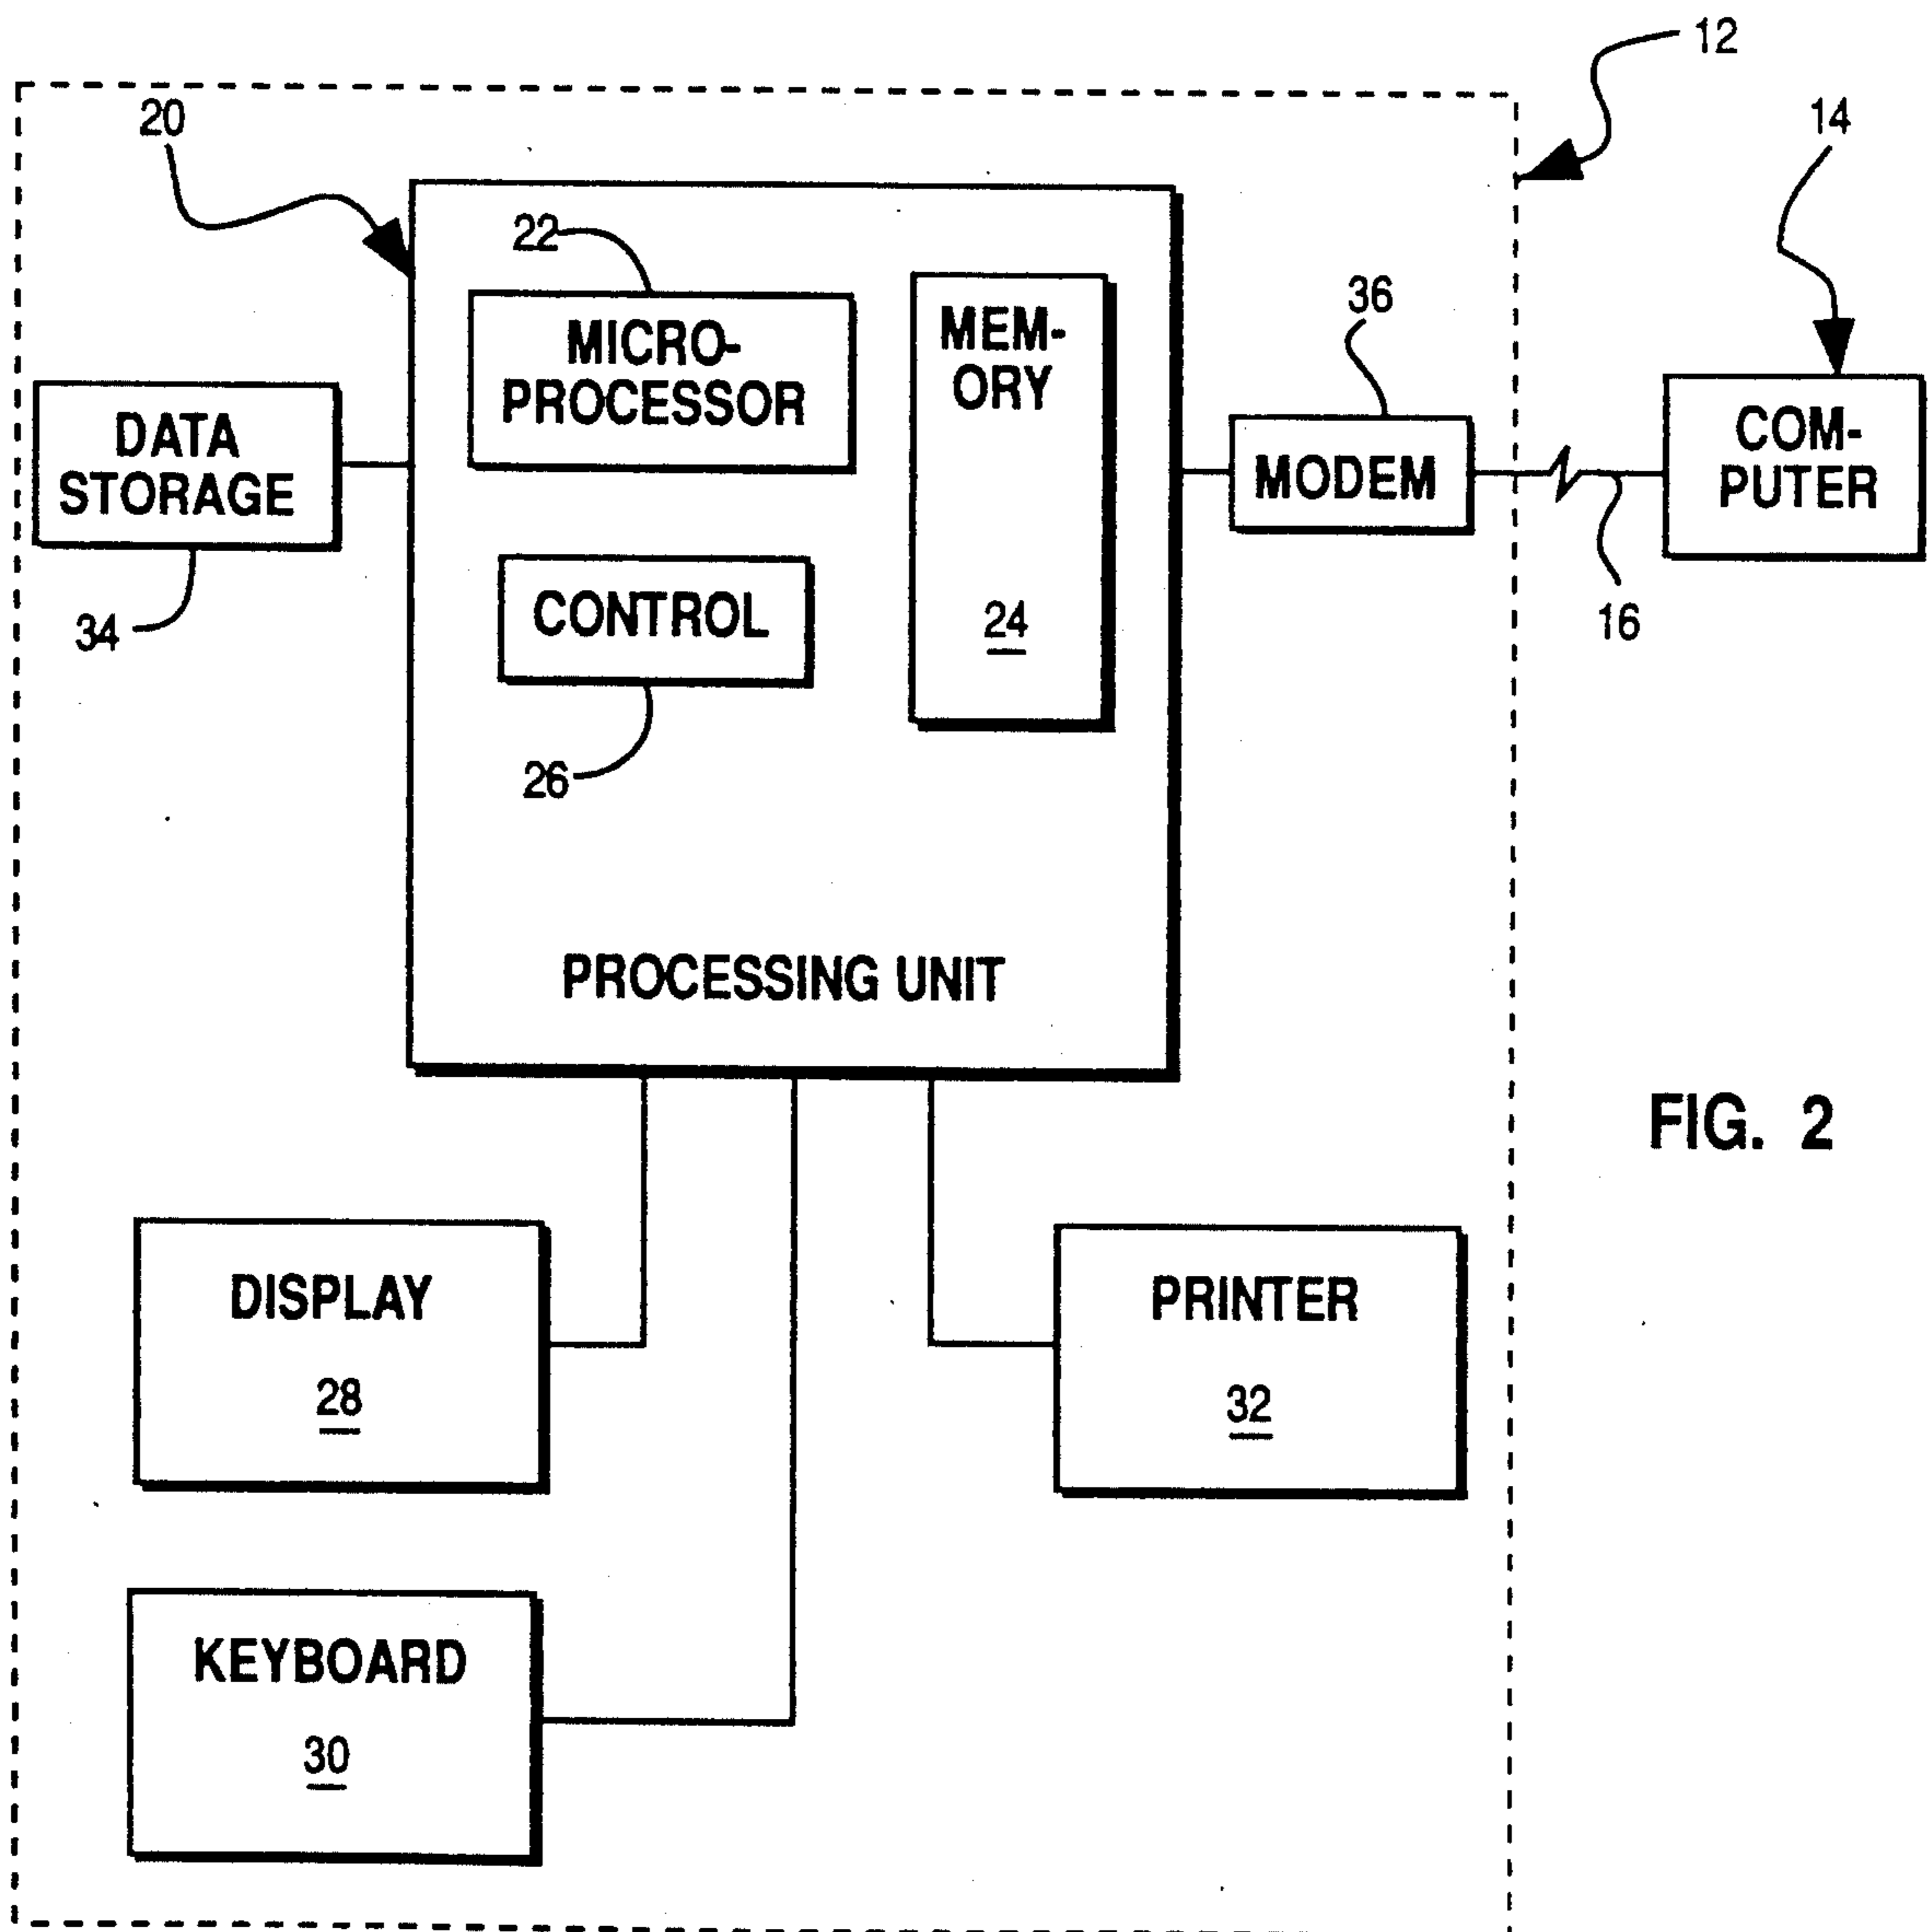 12
20
14
22
MICRO-
PROCESSOR
MEM-
ORY
24
36
DATA
STORAGE
34
MODEM
COM-
PUTER
16
CONTROL
26
PROCESSING UNIT
FIG. 2
DISPLAY
28
PRINTER
32
KEYBOARD
30